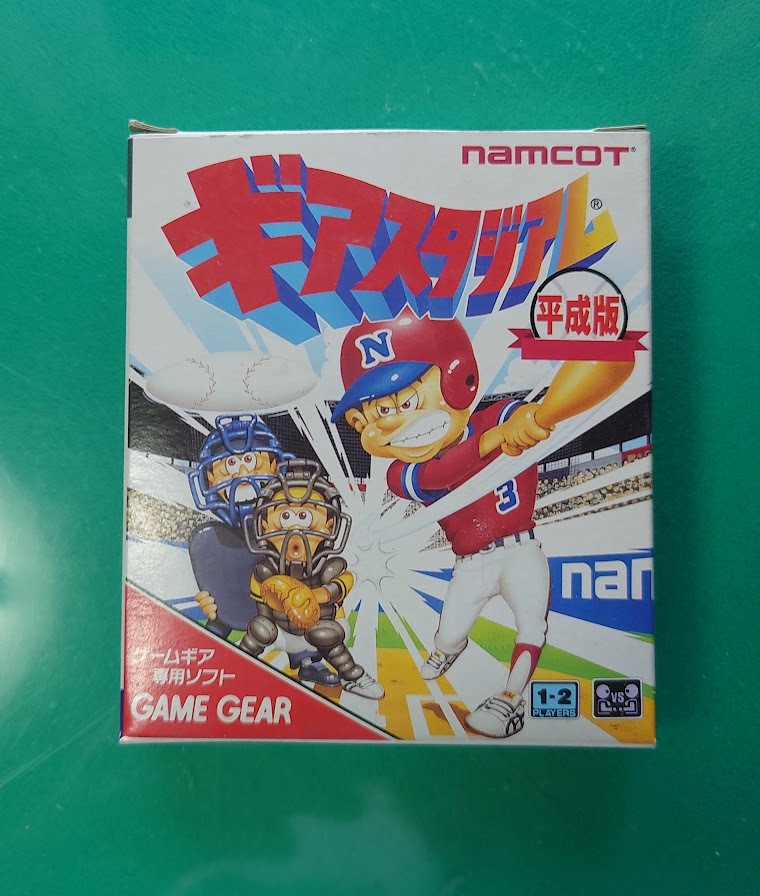 namcot®
ギアスタジアム®
平成版
N
3
nam
ゲームギア
専用ソフト
GAME GEAR
1-2
PLAYERS
VS